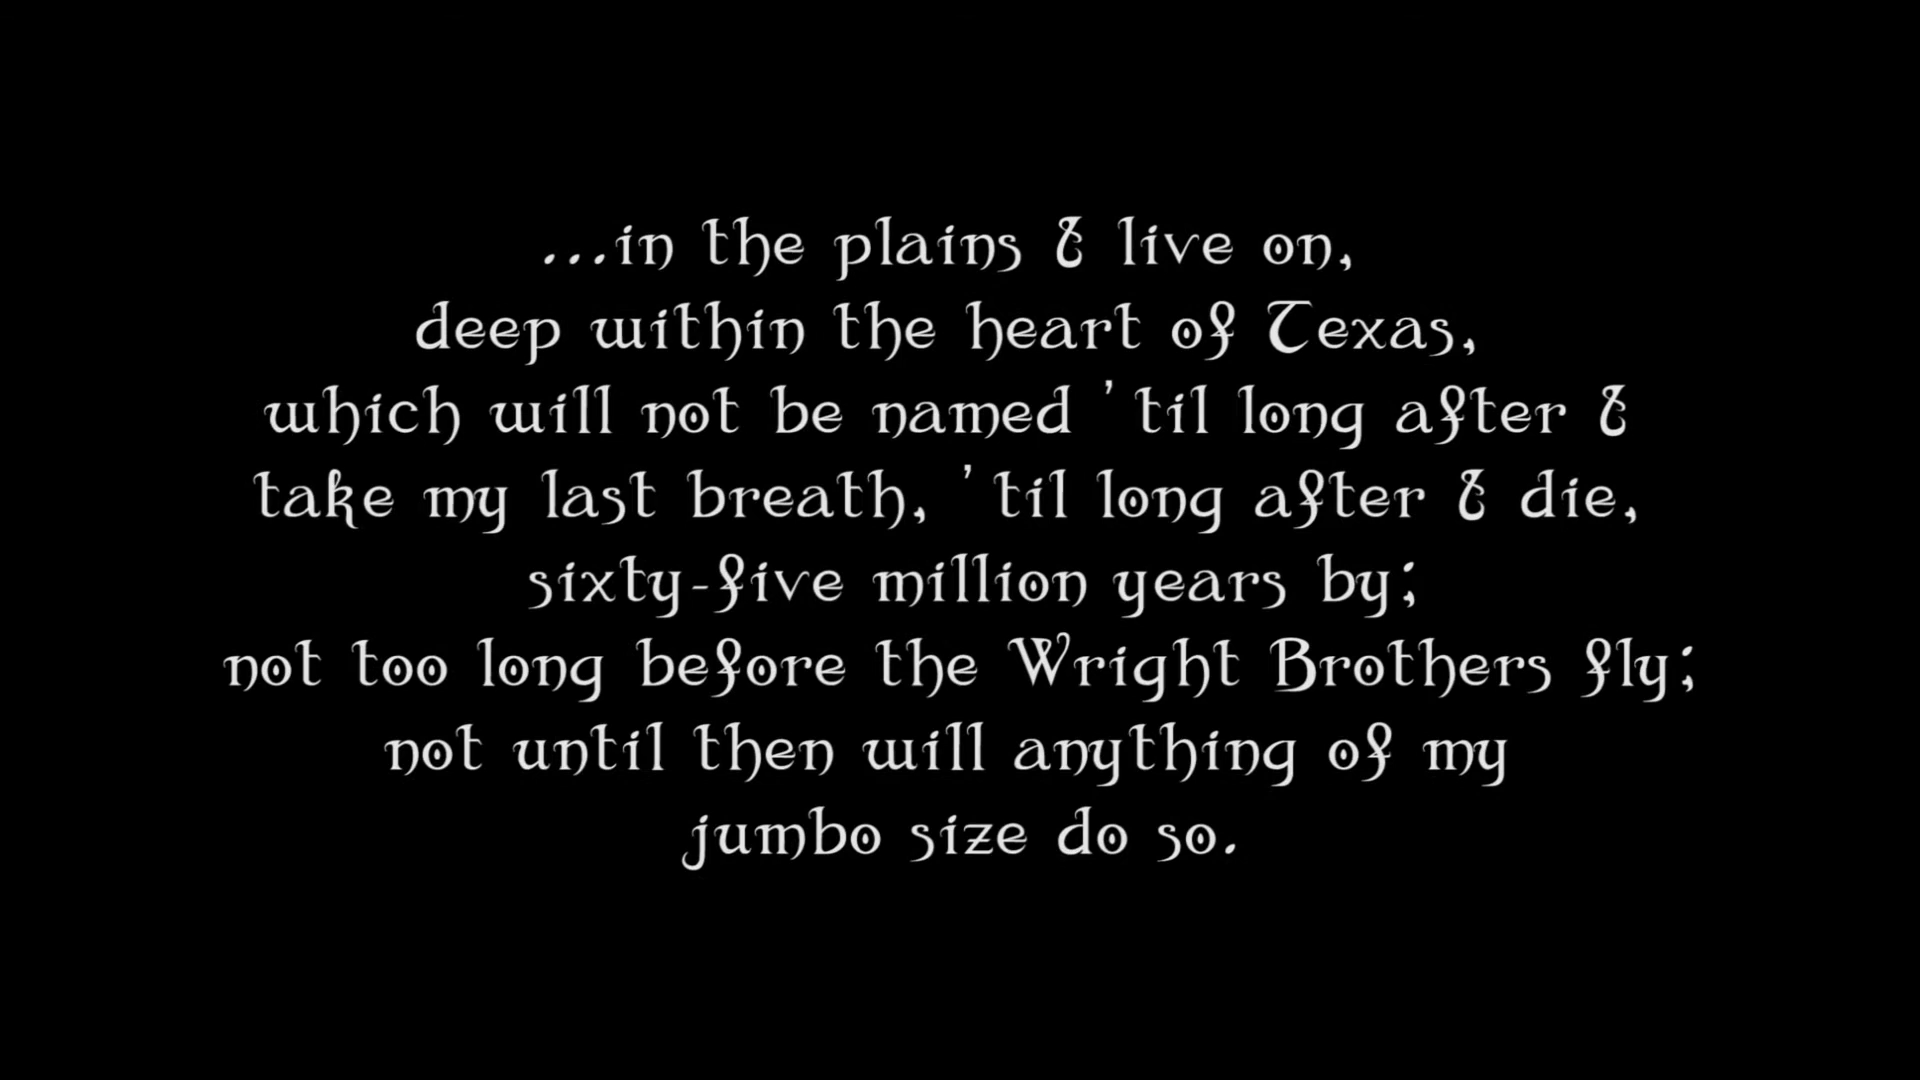 ...in the plains I live on,
deep within the heart of Texas,
which will not be named 'til long after I
take my last breath, 'til long after I die,
sixty-five million years by;
not too long before the Wright Brothers fly;
not until then will anything of my
jumbo size do so.